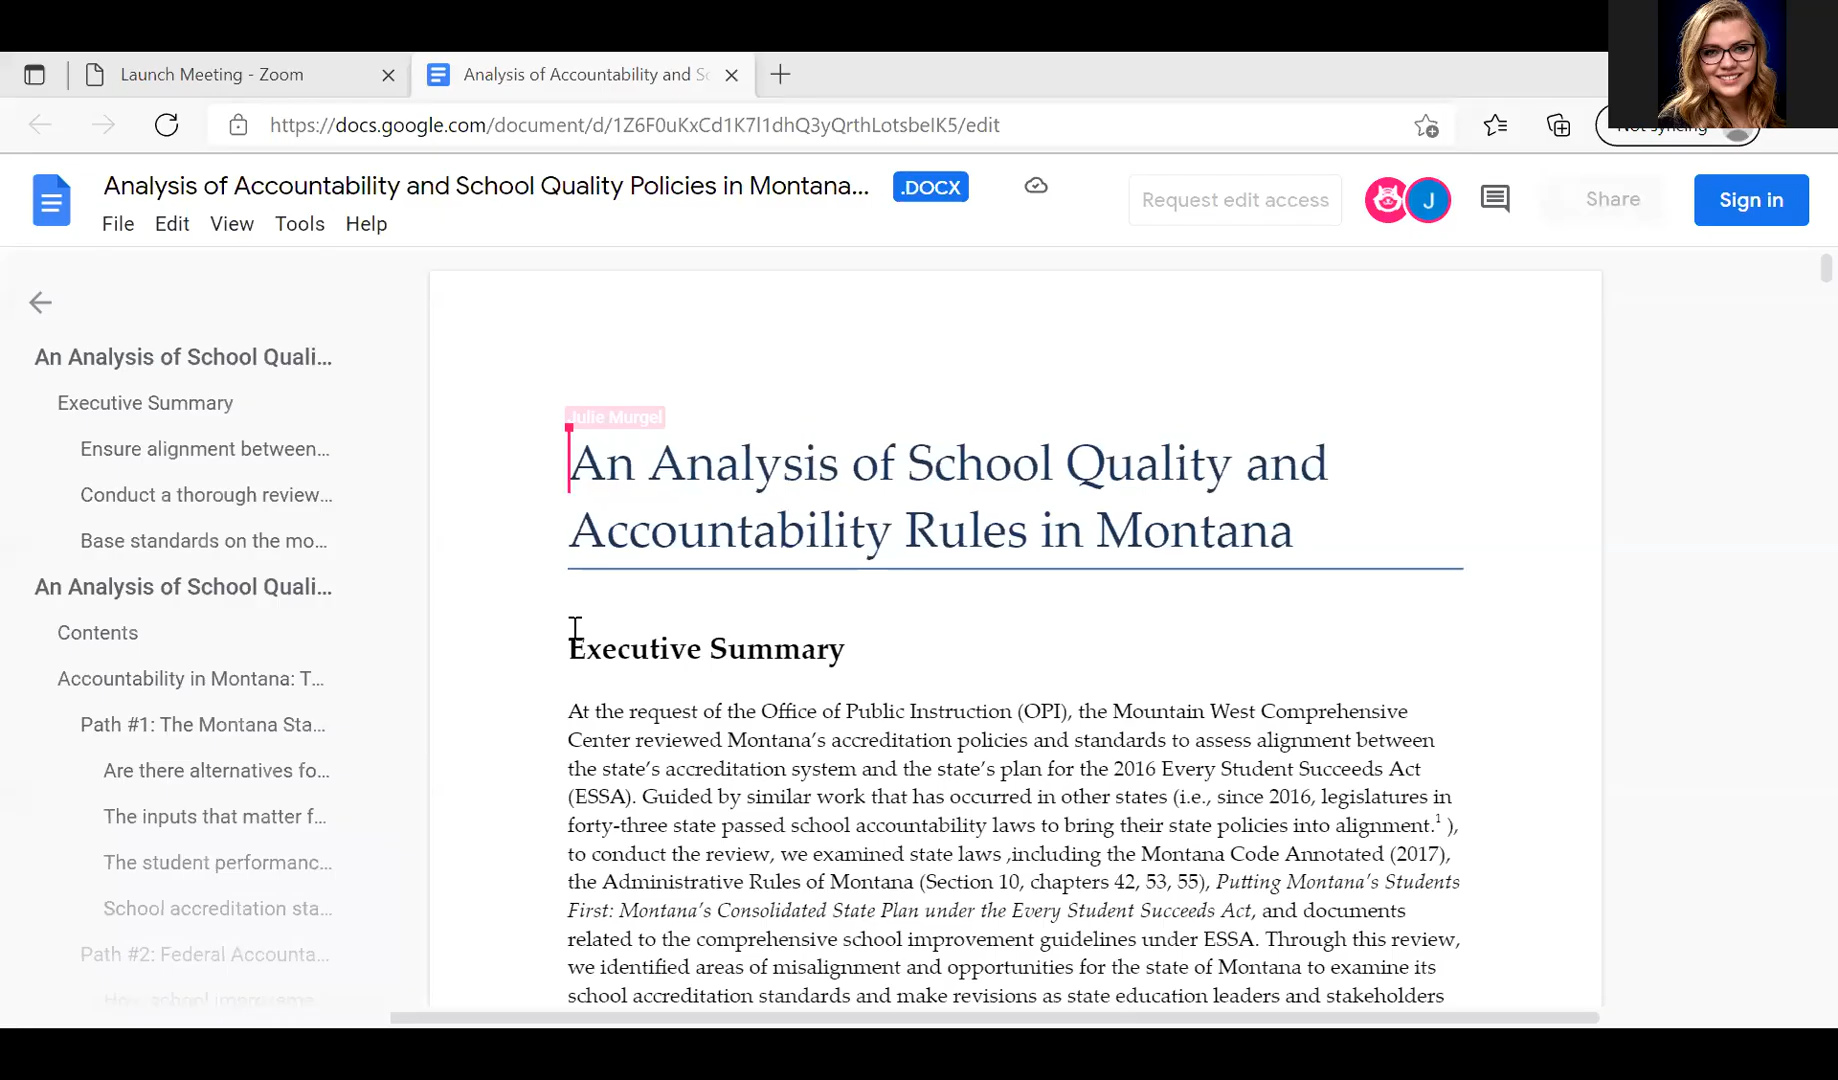 Launch Meeting - Zoom
Analysis of Accountability and Sc
https://docs.google.com/document/d/1Z6F0uKxCd1K7l1dhQ3yQrthLotsbeIK5/edit
Not syncing
Analysis of Accountability and School Quality Policies in Montana...
.DOCX
Request edit access
J
Share
Sign in
File Edit View Tools Help
An Analysis of School Quali...
Executive Summary
Ensure alignment between...
Conduct a thorough review...
Base standards on the mo...
An Analysis of School Quali...
Contents
Accountability in Montana: T...
Path #1: The Montana Sta...
Are there alternatives fo...
The inputs that matter f...
The student performanc...
School accreditation sta...
Path #2: Federal Accounta...
How school improveme
Julie Murgel
An Analysis of School Quality and
Accountability Rules in Montana
Executive Summary
At the request of the Office of Public Instruction (OPI), the Mountain West Comprehensive
Center reviewed Montana’s accreditation policies and standards to assess alignment between
the state’s accreditation system and the state’s plan for the 2016 Every Student Succeeds Act
(ESSA). Guided by similar work that has occurred in other states (i.e., since 2016, legislatures in
forty-three state passed school accountability laws to bring their state policies into alignment.1 ),
to conduct the review, we examined state laws ,including the Montana Code Annotated (2017),
the Administrative Rules of Montana (Section 10, chapters 42, 53, 55), Putting Montana’s Students
First: Montana’s Consolidated State Plan under the Every Student Succeeds Act, and documents
related to the comprehensive school improvement guidelines under ESSA. Through this review,
we identified areas of misalignment and opportunities for the state of Montana to examine its
school accreditation standards and make revisions as state education leaders and stakeholders